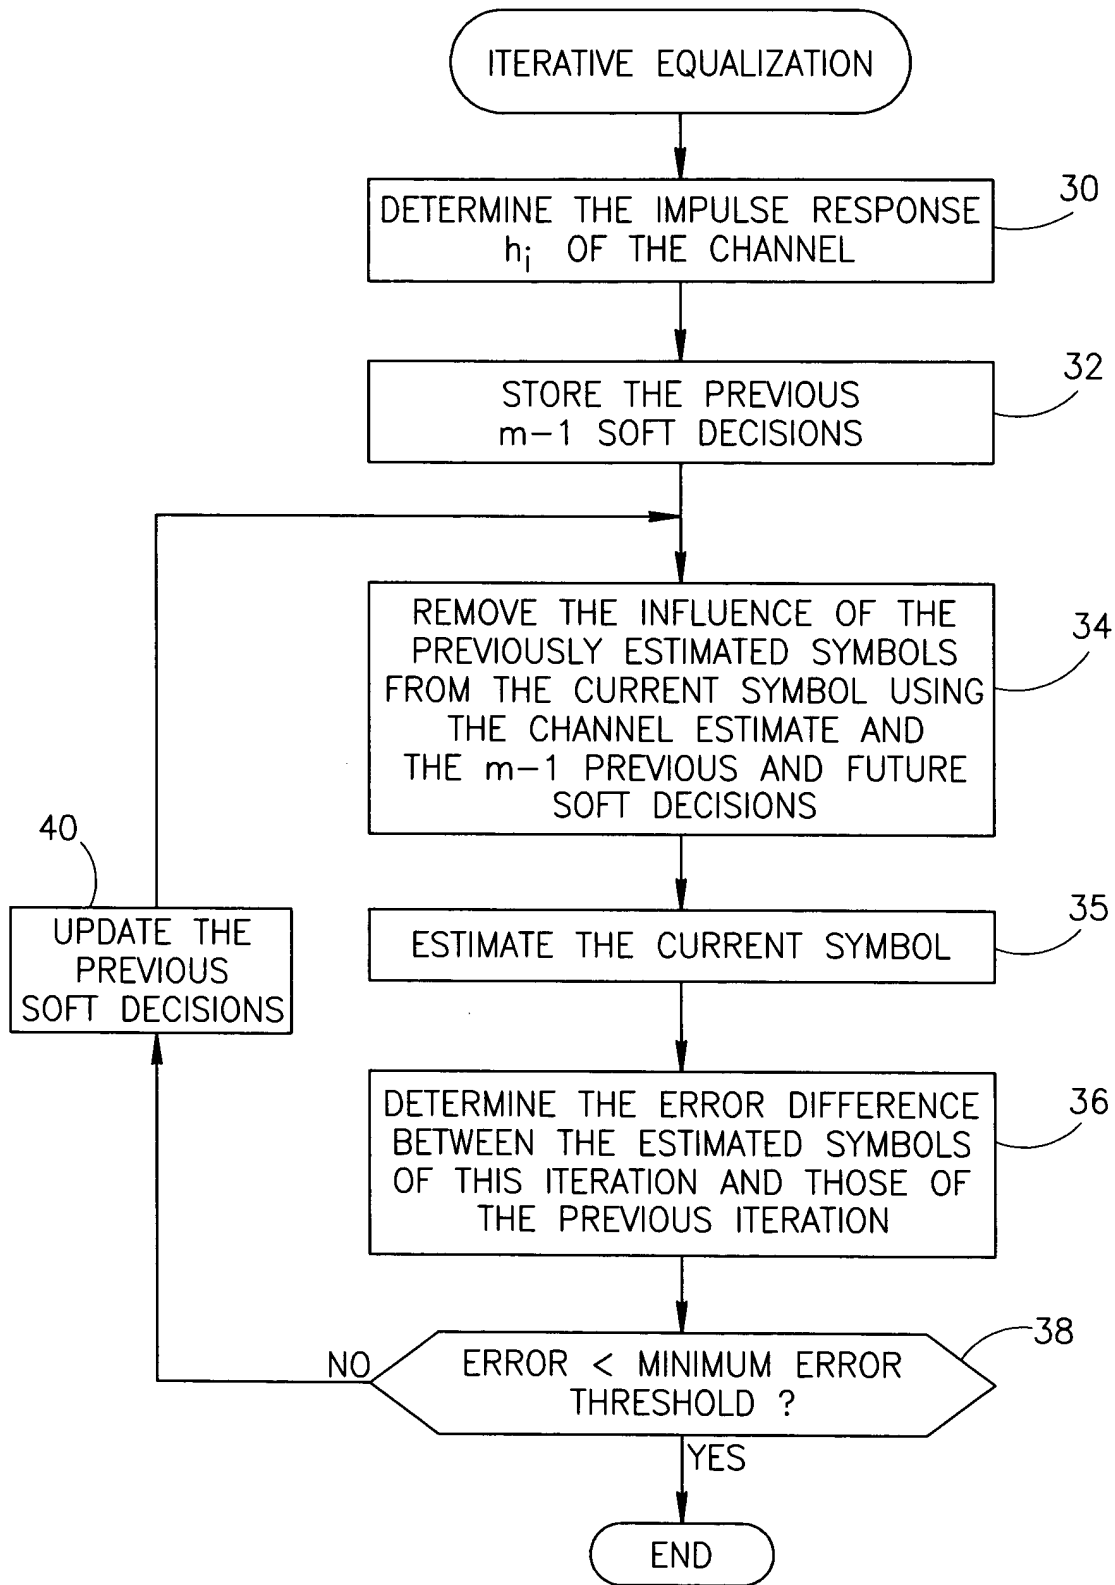 ITERATIVE EQUALIZATION
DETERMINE THE IMPULSE RESPONSE
hi OF THE CHANNEL
30
STORE THE PREVIOUS
m-1 SOFT DECISIONS
32
REMOVE THE INFLUENCE OF THE
PREVIOUSLY ESTIMATED SYMBOLS
FROM THE CURRENT SYMBOL USING
THE CHANNEL ESTIMATE AND
THE m-1 PREVIOUS AND FUTURE
SOFT DECISIONS
34
ESTIMATE THE CURRENT SYMBOL
35
DETERMINE THE ERROR DIFFERENCE
BETWEEN THE ESTIMATED SYMBOLS
OF THIS ITERATION AND THOSE OF
THE PREVIOUS ITERATION
36
ERROR < MINIMUM ERROR
THRESHOLD ?
38
NO
40
UPDATE THE
PREVIOUS
SOFT DECISIONS
YES
END